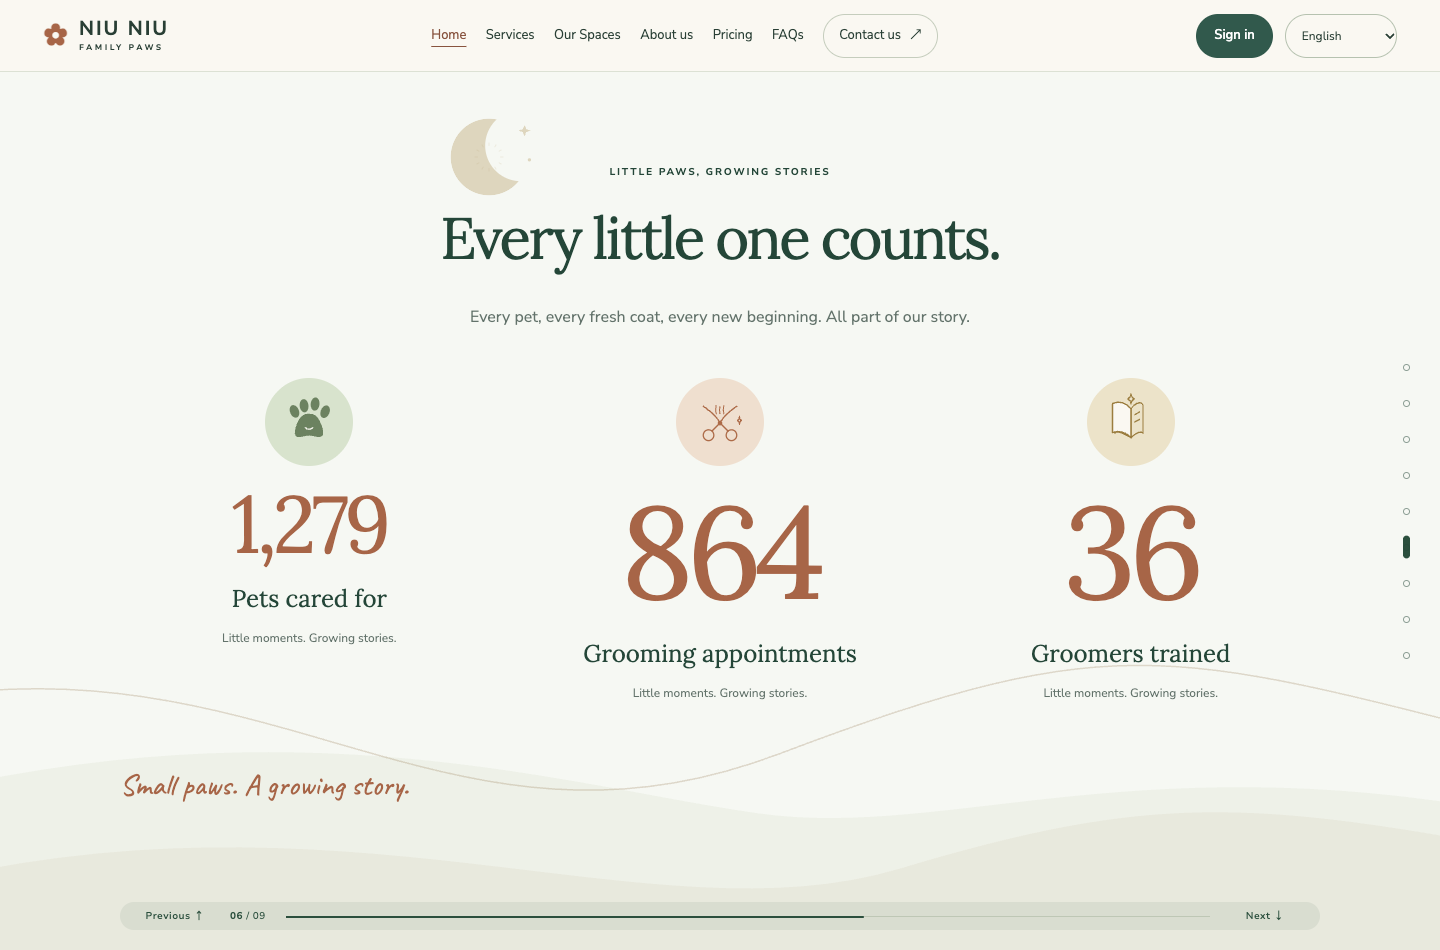 NIU NIU
FAMILY PAWS
Home
Services
Our Spaces
About us
Pricing
FAQs
Contact us ↗
Sign in
English
LITTLE PAWS, GROWING STORIES
Every little one counts.
Every pet, every fresh coat, every new beginning. All part of our story.
1,279
Pets cared for
Little moments. Growing stories.
864
Grooming appointments
Little moments. Growing stories.
36
Groomers trained
Little moments. Growing stories.
Small paws. A growing story.
Previous ↑
06 / 09
Next ↓